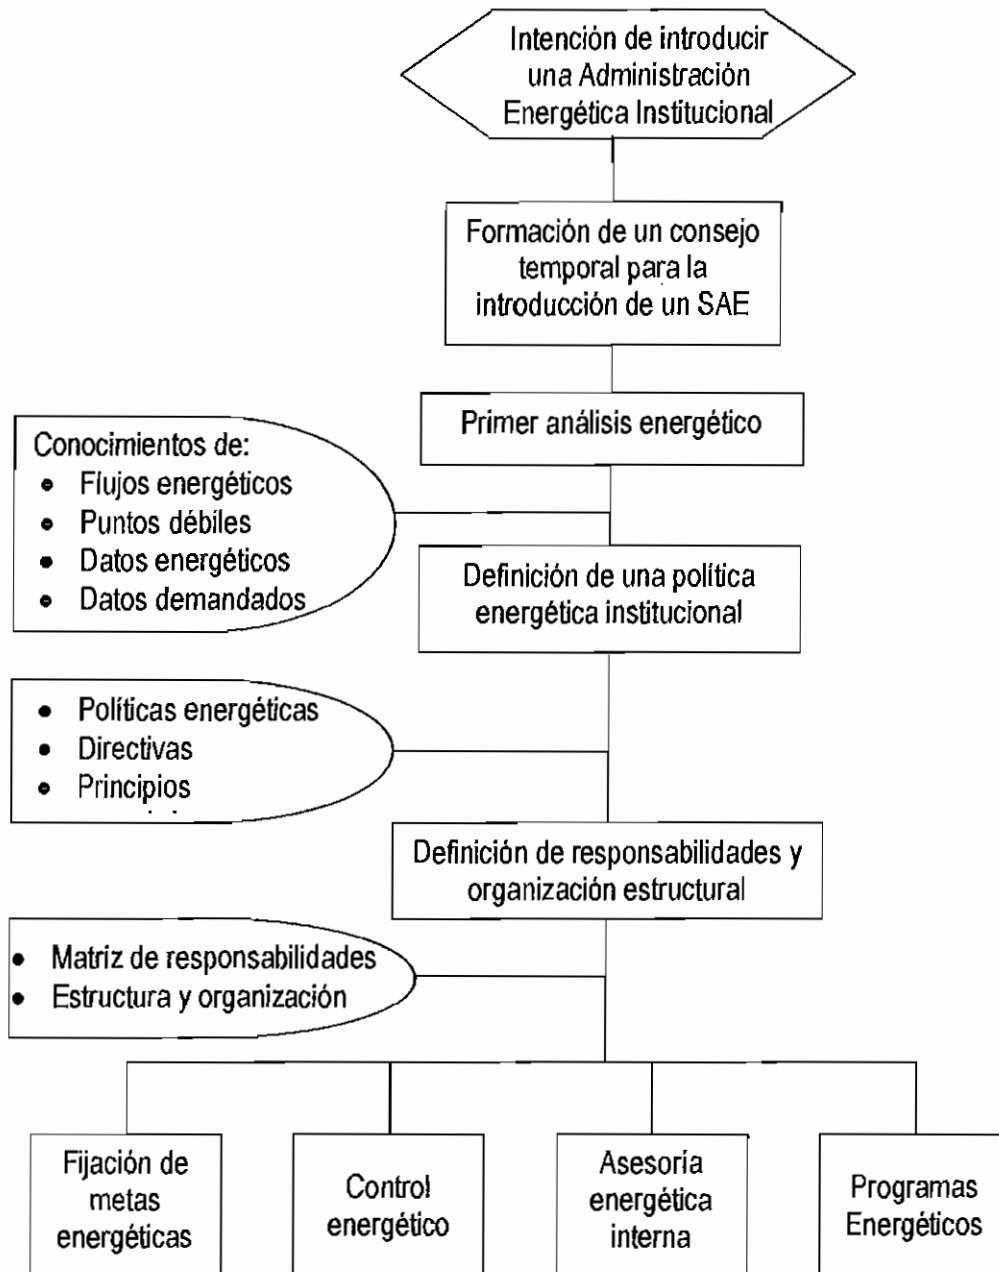 Intención de introducir
una Administración
Energética Institucional
Formación de un consejo
temporal para la
introducción de un SAE
Primer análisis energético
Conocimientos de:
• Flujos energéticos
• Puntos débiles
• Datos energéticos
• Datos demandados
Definición de una política
energética institucional
• Políticas energéticas
• Directivas
• Principios
Definición de responsabilidades y
organización estructural
• Matriz de responsabilidades
• Estructura y organización
Fijación de
metas
energéticas
Control
energético
Asesoría
energética
interna
Programas
Energéticos